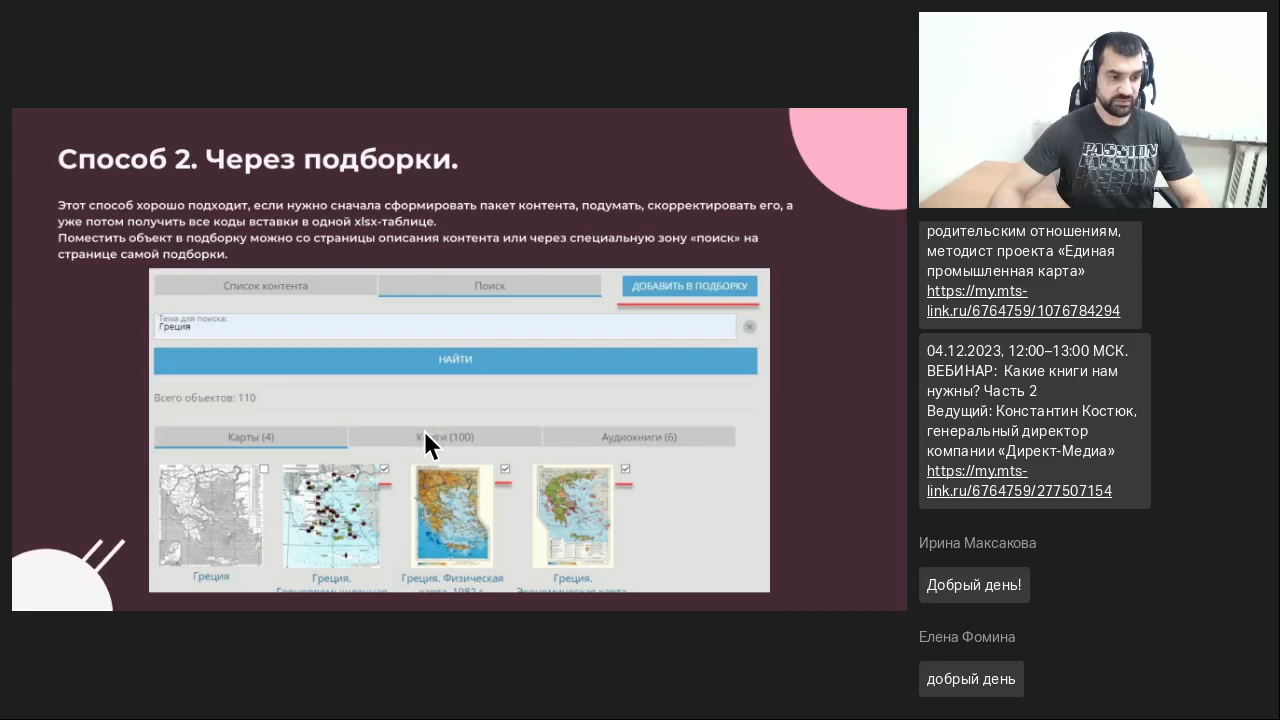 Способ 2. Через подборки.
Этот способ хорошо подходит, если нужно сначала сформировать пакет контента, подумать, скорректировать его, а
уже потом получить все коды вставки в одной xlsx-таблице.
Поместить объект в подборку можно со страницы описания контента или через специальную зону «поиск» на
странице самой подборки.
Список контента
Поиск
ДОБАВИТЬ В ПОДБОРКУ
Тема для поиска:
Греция
НАЙТИ
Всего объектов: 110
Карты (4)
(100)
Аудиокниги (6)
Греция
Греция.
Греция. Физическая
карта. 1982 г.
Греция.
Экономическая карта
PASSION
родительским отношениям,
методист проекта «Единая
промышленная карта»
https://my.mts-
link.ru/6764759/1076784294
04.12.2023, 12:00–13:00 МСК.
ВЕБИНАР: Какие книги нам
нужны? Часть 2
Ведущий: Константин Костюк,
генеральный директор
компании «Директ-Медиа»
https://my.mts-
link.ru/6764759/277507154
Ирина Максакова
Добрый день!
Елена Фомина
добрый день